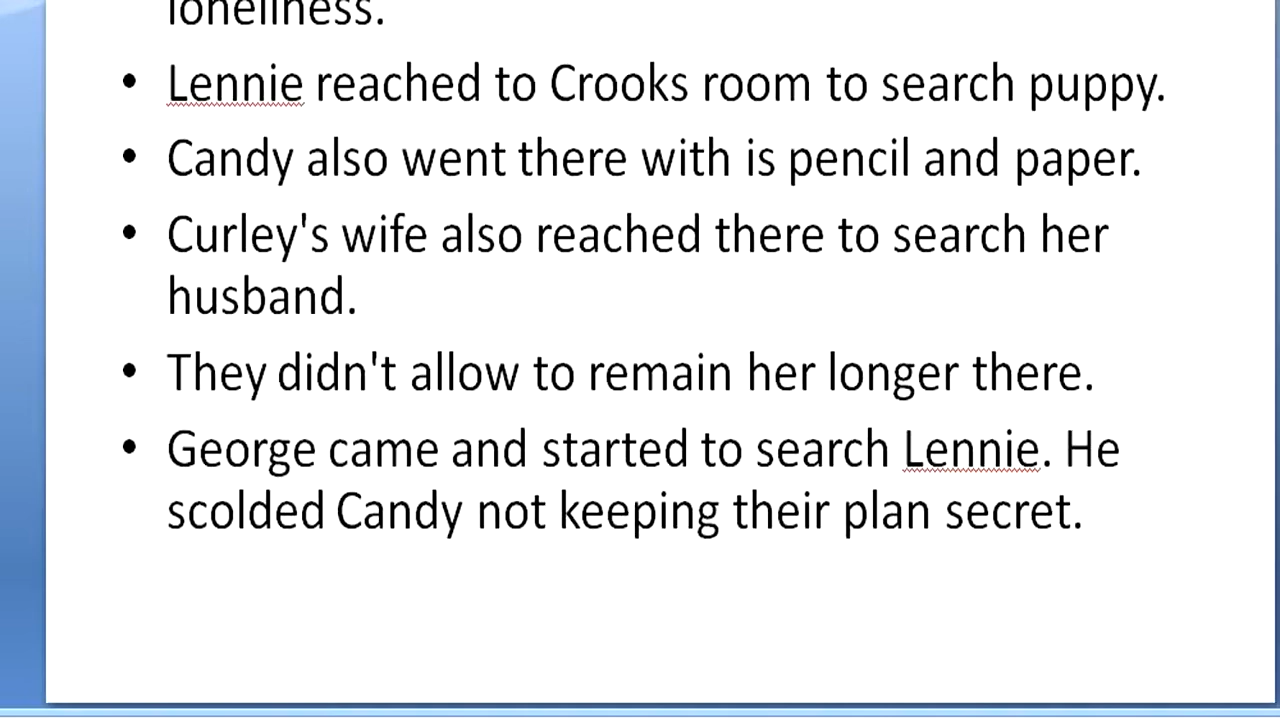 loneliness.
• Lennie reached to Crooks room to search puppy.
• Candy also went there with is pencil and paper.
• Curley's wife also reached there to search her
husband.
• They didn't allow to remain her longer there.
• George came and started to search Lennie. He
scolded Candy not keeping their plan secret.